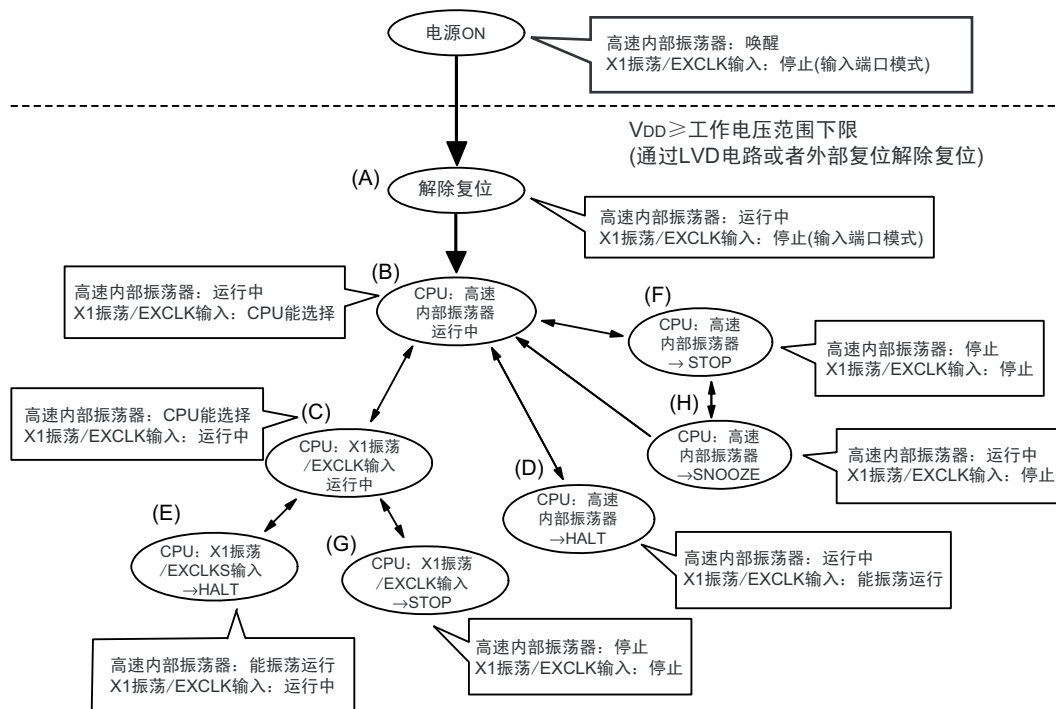 电源ON
高速内部振荡器：唤醒
X1振荡/EXCLK输入：停止(输入端口模式)
VDD≥工作电压范围下限
(通过LVD电路或者外部复位解除复位)
(A)
解除复位
高速内部振荡器：运行中
X1振荡/EXCLK输入：停止(输入端口模式)
(B)
高速内部振荡器：运行中
X1振荡/EXCLK输入：CPU能选择
CPU：高速
内部振荡器
运行中
(F)
CPU：高速
内部振荡器
→ STOP
高速内部振荡器：停止
X1振荡/EXCLK输入：停止
高速内部振荡器：CPU能选择
X1振荡/EXCLK输入：运行中
(C)
CPU：X1振荡
/EXCLK输入
运行中
(H)
CPU：高速
内部振荡器
→SNOOZE
高速内部振荡器：运行中
X1振荡/EXCLK输入：停止
(D)
CPU：高速
内部振荡器
→HALT
高速内部振荡器：运行中
X1振荡/EXCLK输入：能振荡运行
(E)
CPU：X1振荡
/EXCLKS输入
→HALT
(G)
CPU：X1振荡
/EXCLK输入
→STOP
高速内部振荡器：能振荡运行
X1振荡/EXCLK输入：运行中
高速内部振荡器：停止
X1振荡/EXCLK输入：停止